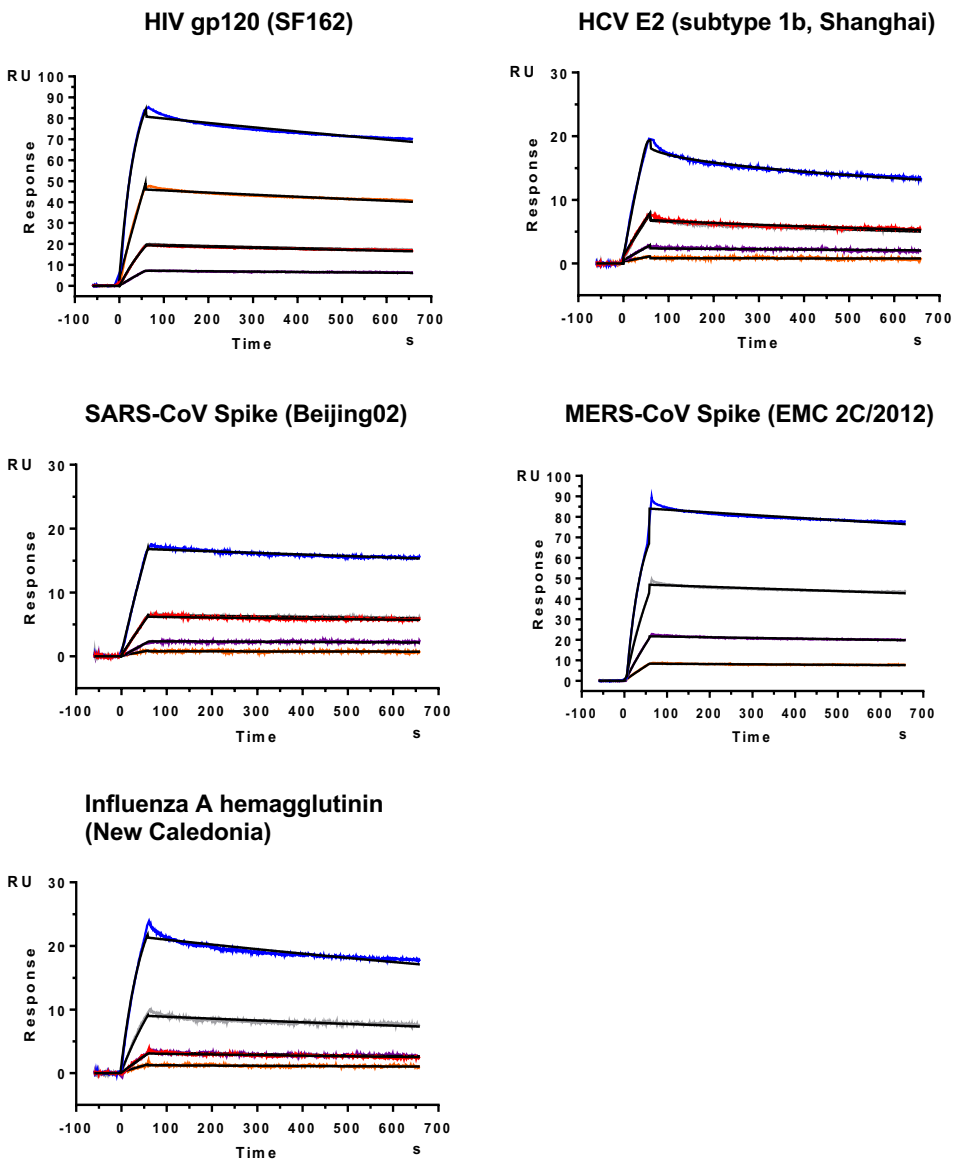 HIV gp120 (SF162)
RU
100
90
80
70
60
50
40
30
20
10
0
Response
-100 0 100 200 300 400 500 600 700
Time s
HCV E2 (subtype 1b, Shanghai)
RU
30
20
10
0
Response
-100 0 100 200 300 400 500 600 700
Time s
SARS-CoV Spike (Beijing02)
RU
30
20
10
0
Response
-100 0 100 200 300 400 500 600 700
Time s
MERS-CoV Spike (EMC 2C/2012)
RU
100
90
80
70
60
50
40
30
20
10
0
Response
-100 0 100 200 300 400 500 600 700
Time s
Influenza A hemagglutinin
(New Caledonia)
RU
30
20
10
0
Response
-100 0 100 200 300 400 500 600 700
Time s